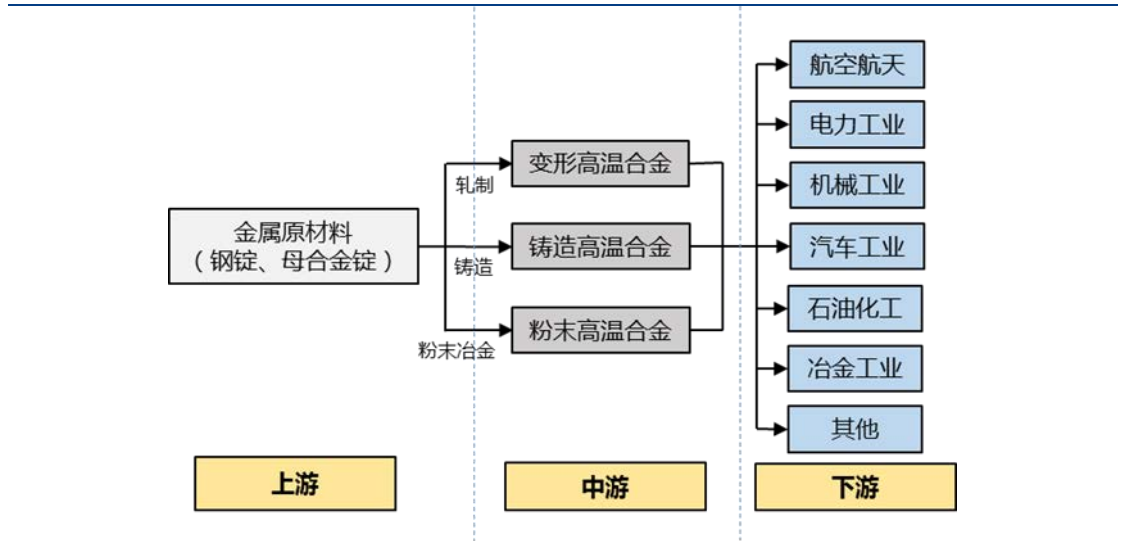 金属原材料
（钢锭、母合金锭）
轧制
铸造
粉末冶金
变形高温合金
铸造高温合金
粉末高温合金
航空航天
电力工业
机械工业
汽车工业
石油化工
冶金工业
其他
上游
中游
下游